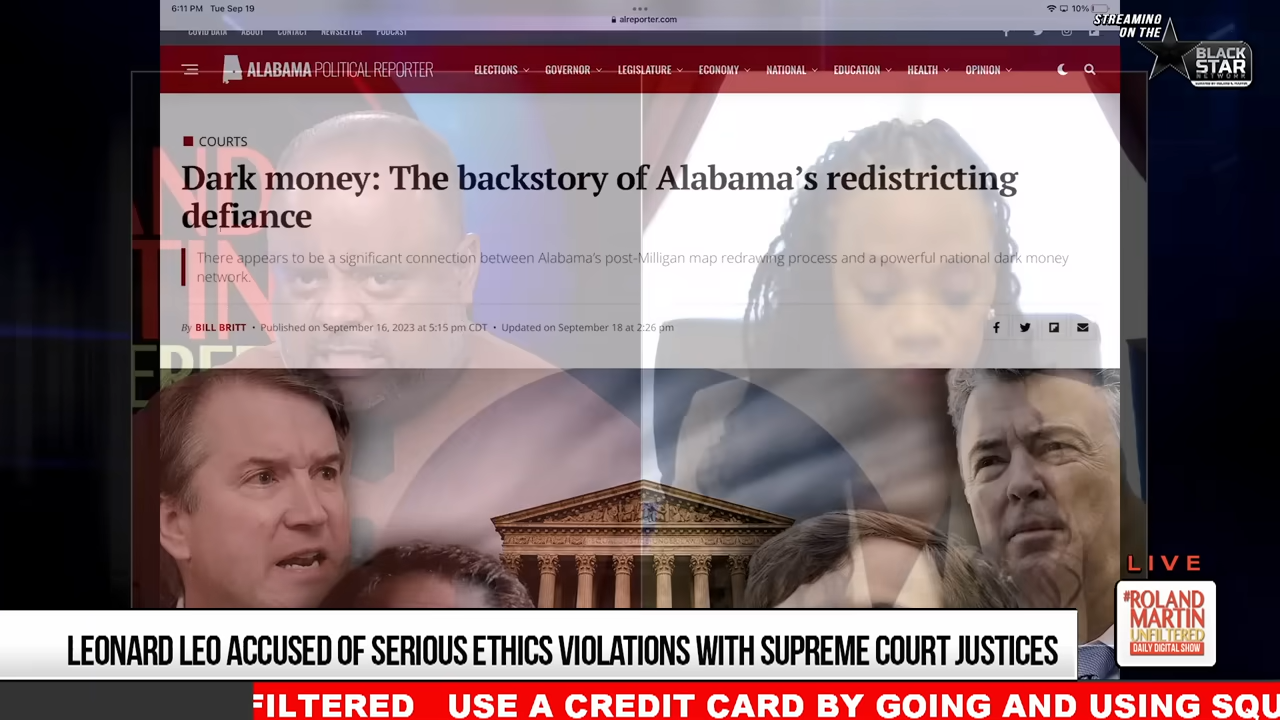 6:11 PM Tue Sep 19
alreporter.com
10%
STREAMING
ON THE
BLACK
STAR
NETWORK
COVID DATA ABOUT CONTACT NEWSLETTER PODCAST
ALABAMA POLITICAL REPORTER
ELECTIONS GOVERNOR LEGISLATURE ECONOMY NATIONAL EDUCATION HEALTH OPINION
COURTS
Dark money: The backstory of Alabama's redistricting
defiance
There appears to be a significant connection between Alabama's post-Milligan map redrawing process and a powerful national dark money
network.
By BILL BRITT • Published on September 16, 2023 at 5:15 pm CDT • Updated on September 18 at 2:26 pm
LIVE
#ROLAND
MARTIN
UNFILTERED
DAILY DIGITAL SHOW
LEONARD LEO ACCUSED OF SERIOUS ETHICS VIOLATIONS WITH SUPREME COURT JUSTICES
FILTERED USE A CREDIT CARD BY GOING AND USING SQU